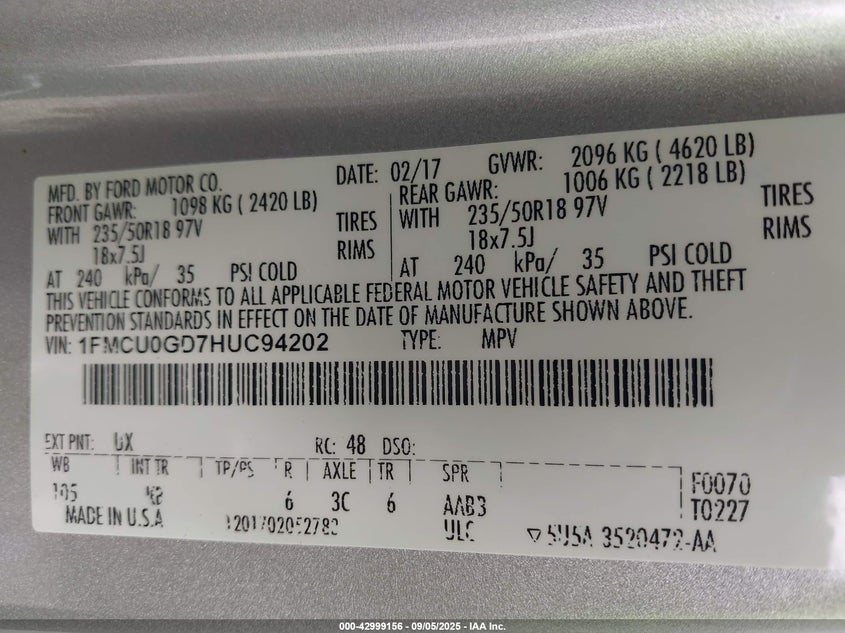 MFD. BY FORD MOTOR CO. DATE: 02/17 GVWR: 2096 KG ( 4620 LB)
FRONT GAWR: 1098 KG ( 2420 LB) REAR GAWR: 1006 KG ( 2218 LB)
WITH 235/50R18 97V TIRES WITH 235/50R18 97V TIRES
18x7.5J RIMS 18x7.5J RIMS
AT 240 kPa/ 35 PSI COLD AT 240 kPa/ 35 PSI COLD
THIS VEHICLE CONFORMS TO ALL APPLICABLE FEDERAL MOTOR VEHICLE SAFETY AND THEFT
PREVENTION STANDARDS IN EFFECT ON THE DATE OF MANUFACTURE SHOWN ABOVE.
VIN: 1FMCU0GD7HUC94202 TYPE: MPV
EXT PNT: UX RC: 48 DSO:
WB INT TR TP/PS R AXLE TR SPR F0070
105 6 3C 6 AAB3 T0227
MADE IN U.S.A ULC
000-42999156 - 09/05/2025 - IAA Inc.